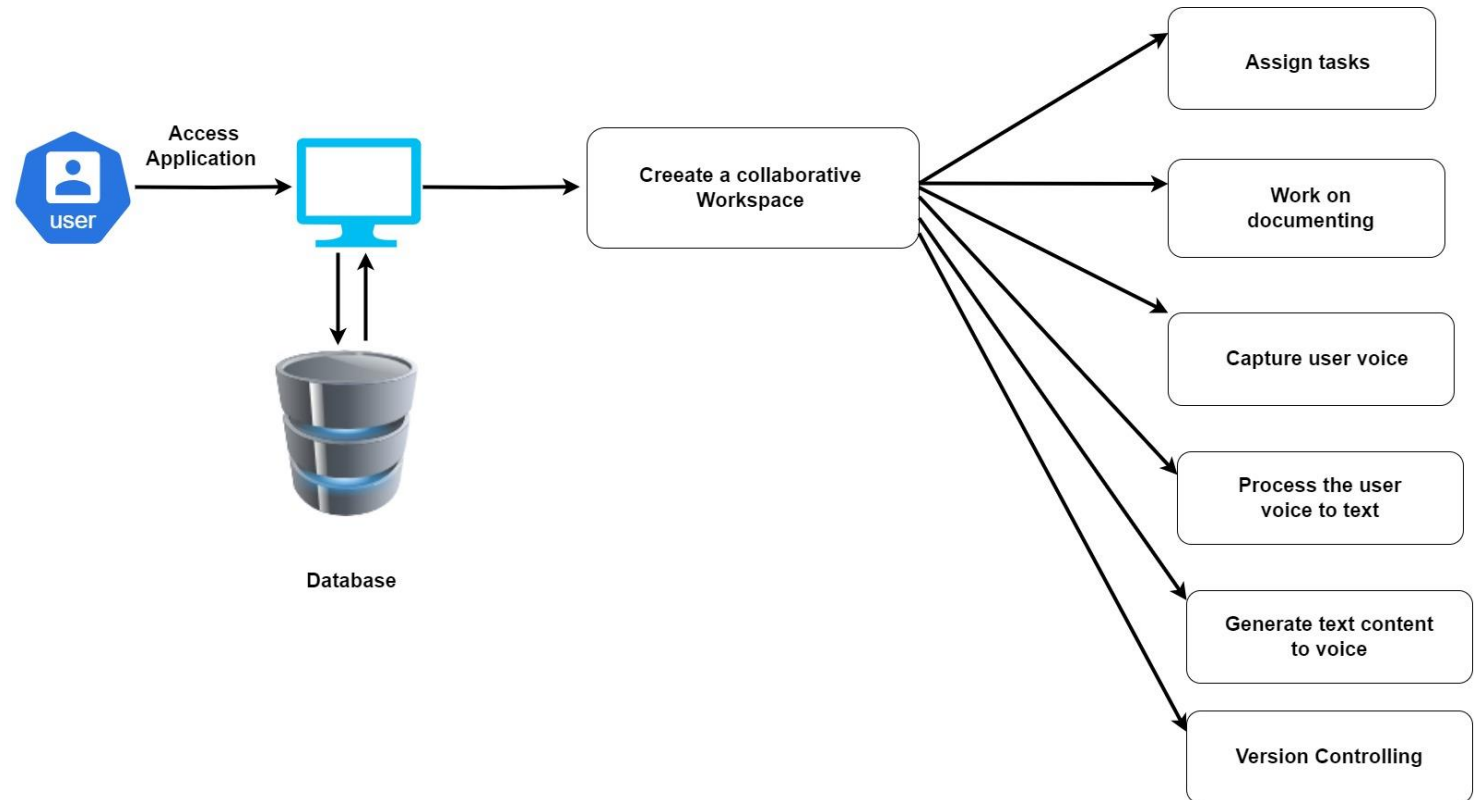 Access
Application
user
Database
Creeate a collaborative
Workspace
Assign tasks
Work on
documenting
Capture user voice
Process the user
voice to text
Generate text content
to voice
Version Controlling